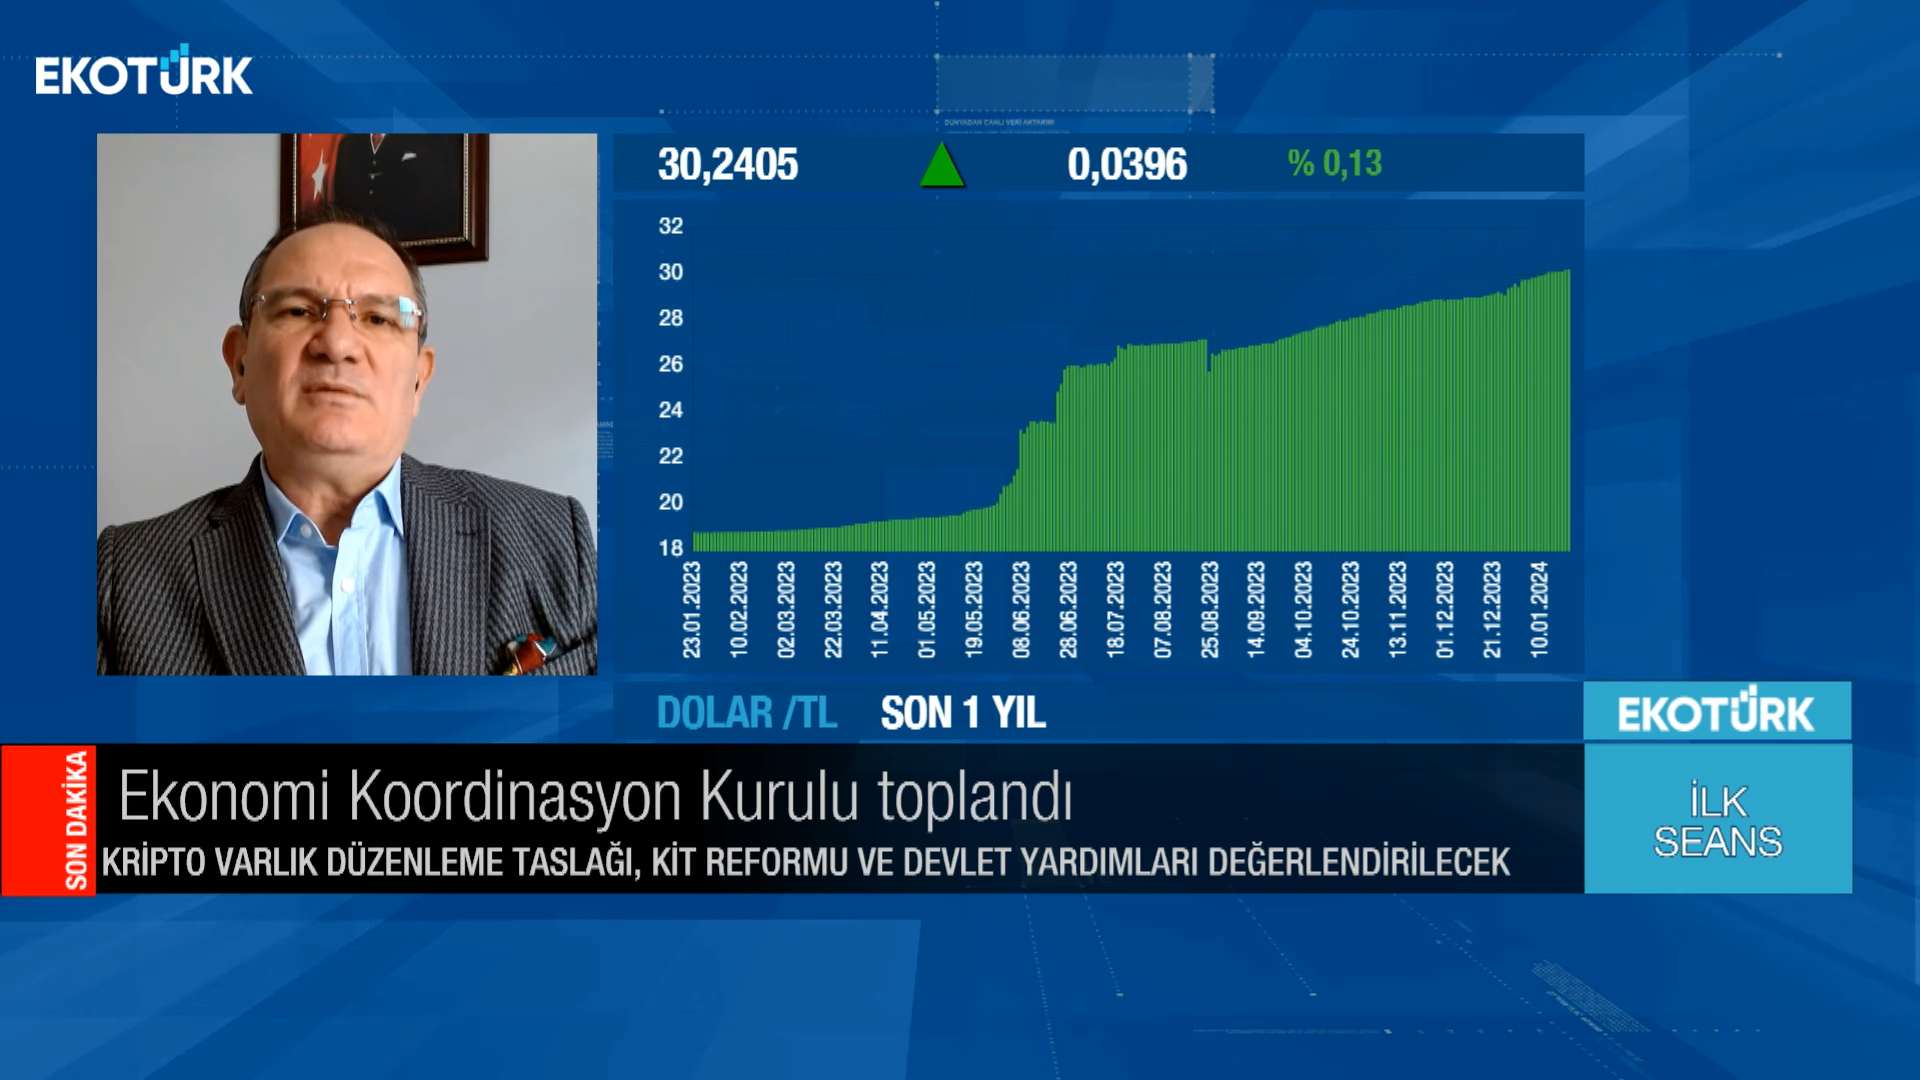 EKOTÜRK
DÜNYADAN CANLI VERİ AKTARIMI
30,2405 0,0396 % 0,13
32
30
28
26
24
22
20
18
23.01.2023
10.02.2023
02.03.2023
22.03.2023
11.04.2023
01.05.2023
19.05.2023
08.06.2023
28.06.2023
18.07.2023
07.08.2023
25.08.2023
14.09.2023
04.10.2023
24.10.2023
13.11.2023
01.12.2023
21.12.2023
10.01.2024
DOLAR /TL SON 1 YIL
EKOTÜRK
SON DAKİKA
Ekonomi Koordinasyon Kurulu toplandı
KRİPTO VARLIK DÜZENLEME TASLAĞI, KİT REFORMU VE DEVLET YARDIMLARI DEĞERLENDİRİLECEK
İLK
SEANS